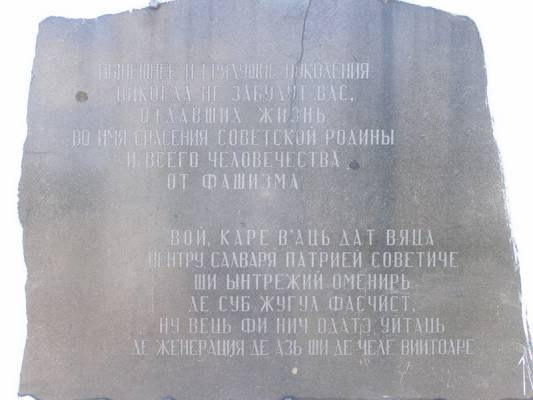 НЫНЕШНЕЕ И ГРЯДУЩИЕ ПОКОЛЕНИЯ
НИКОГДА НЕ ЗАБУДУТ ВАС,
ОТДАВШИХ ЖИЗНЬ
ВО ИМЯ СПАСЕНИЯ СОВЕТСКОЙ РОДИНЫ
И ВСЕГО ЧЕЛОВЕЧЕСТВА
ОТ ФАШИЗМА
ВОЙ, КАРЕ В'АЦЬ ДАТ ВЯЦА
ПЕНТРУ САЛВАРЯ ПАТРИЕЙ СОВЕТИЧЕ
ШИ ЫНТРЕЖИЙ ОМЕНИРЬ
ДЕ СУБ ЖУГУЛ ФАСЧИСТ,
НУ ВЕЦЬ ФИ НИЧ ОДАТЭ УЙТАЦЬ
ДЕ ЖЕНЕРАЦИЯ ДЕ АЗЬ ШИ ДЕ ЧЕЛЕ ВИИТОАРЕ